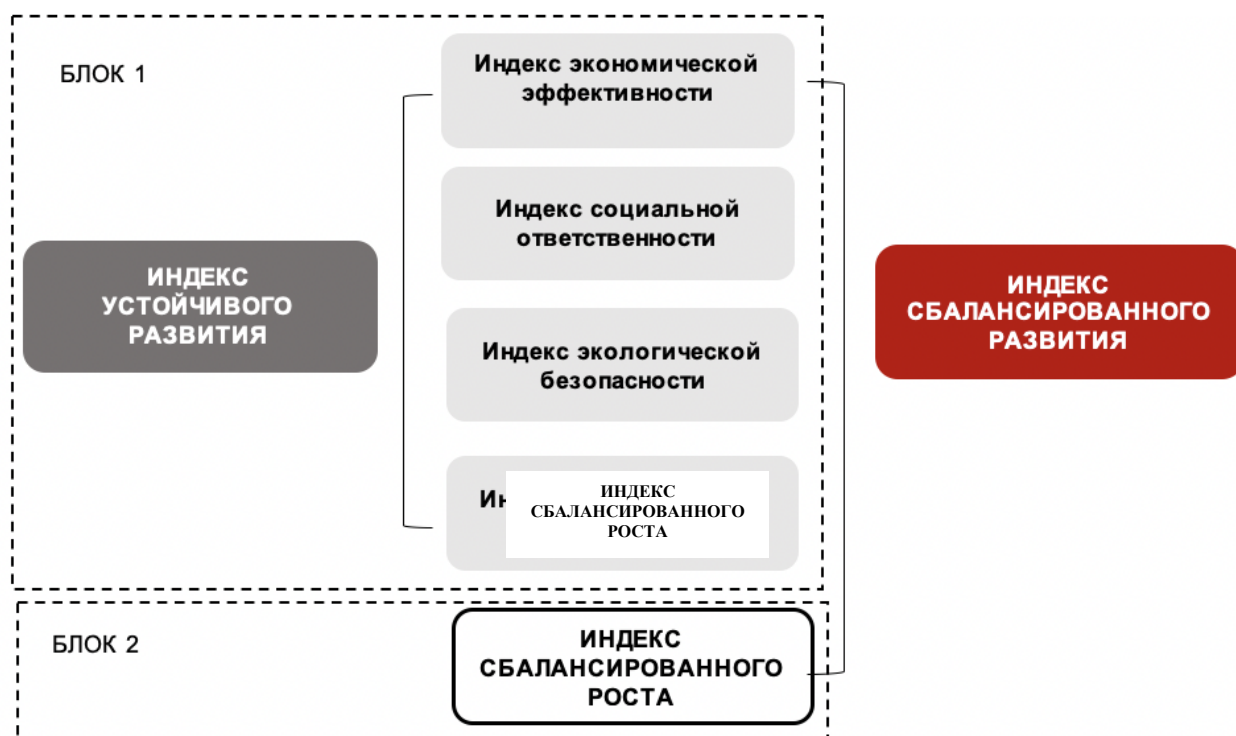 БЛОК 1
Индекс экономической
эффективности
Индекс социальной
ответственности
ИНДЕКС
УСТОЙЧИВОГО
РАЗВИТИЯ
ИНДЕКС
СБАЛАНСИРОВАННОГО
РАЗВИТИЯ
Индекс экологической
безопасности
ИНДЕКС
СБАЛАНСИРОВАННОГО
РОСТА
БЛОК 2
ИНДЕКС
СБАЛАНСИРОВАННОГО
РОСТА